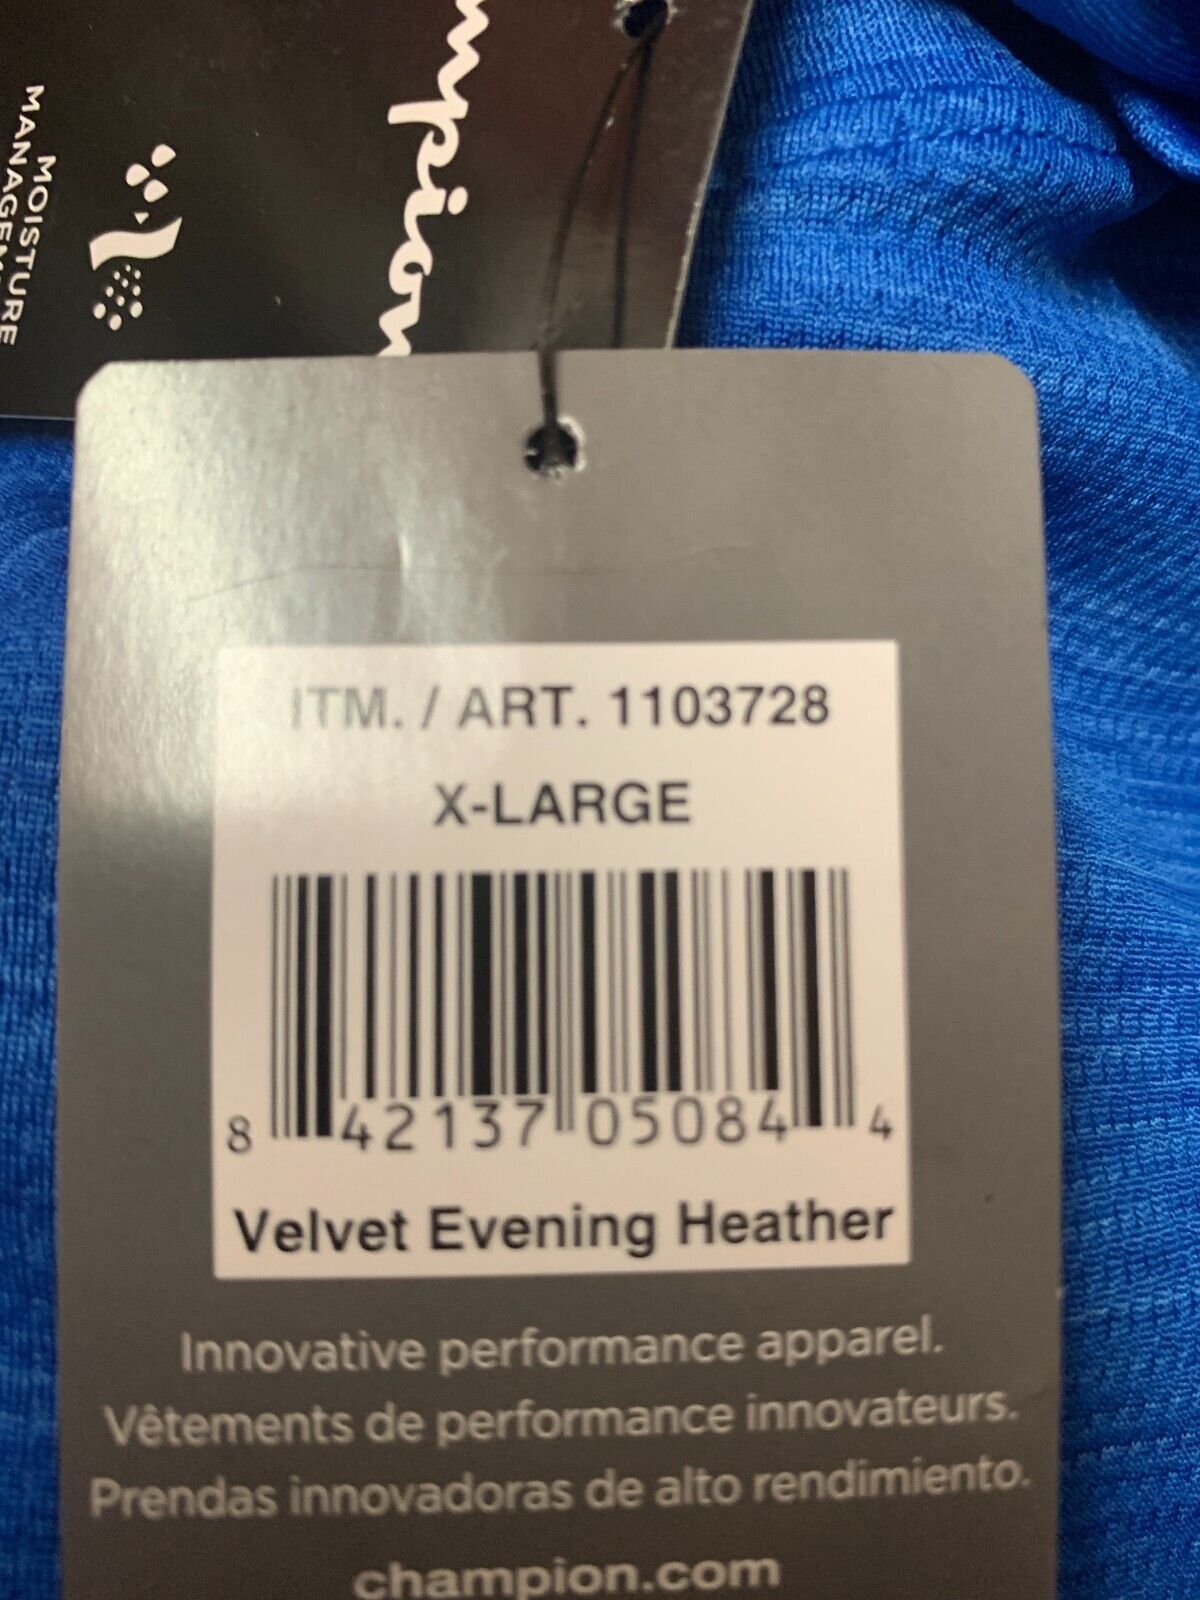 MOISTURE
ITM. / ART. 1103728
X-LARGE
8 42137 05084 4
Velvet Evening Heather
Innovative performance apparel.
Vêtements de performance innovateurs.
Prendas innovadoras de alto rendimiento.
champion.com